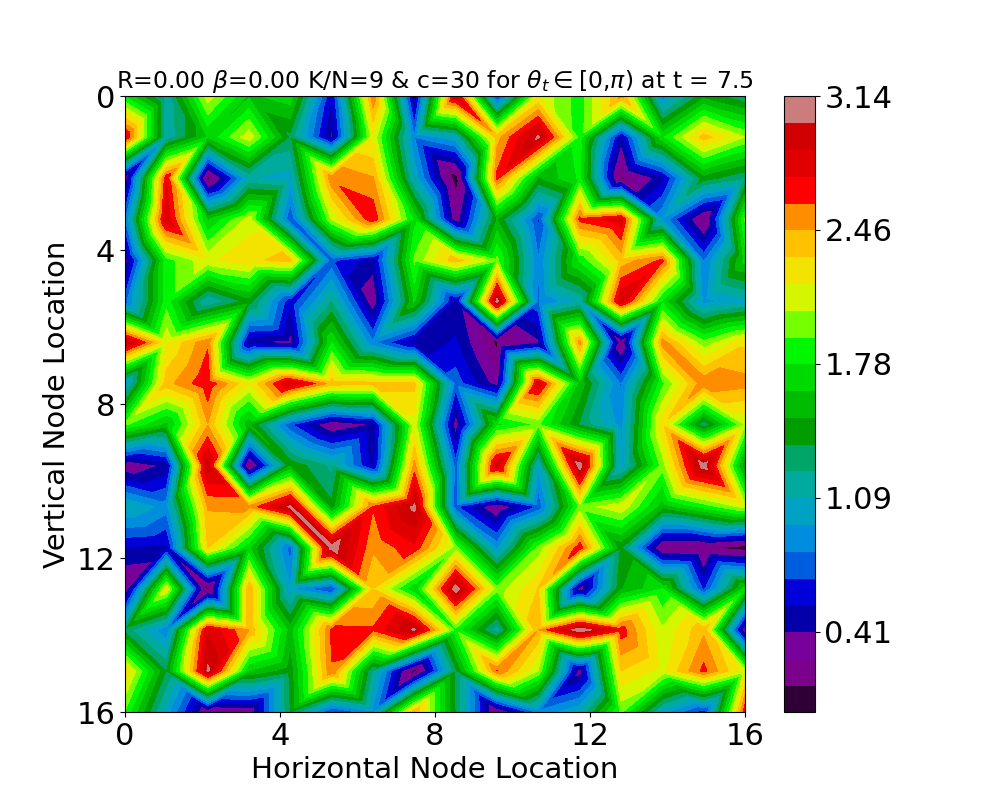 R=0.00 β=0.00 K/N=9 & c=30 for θₜ ∈ [0,π) at t = 7.5
0
4
8
12
16
Vertical Node Location
0 4 8 12 16
Horizontal Node Location
3.14
2.46
1.78
1.09
0.41